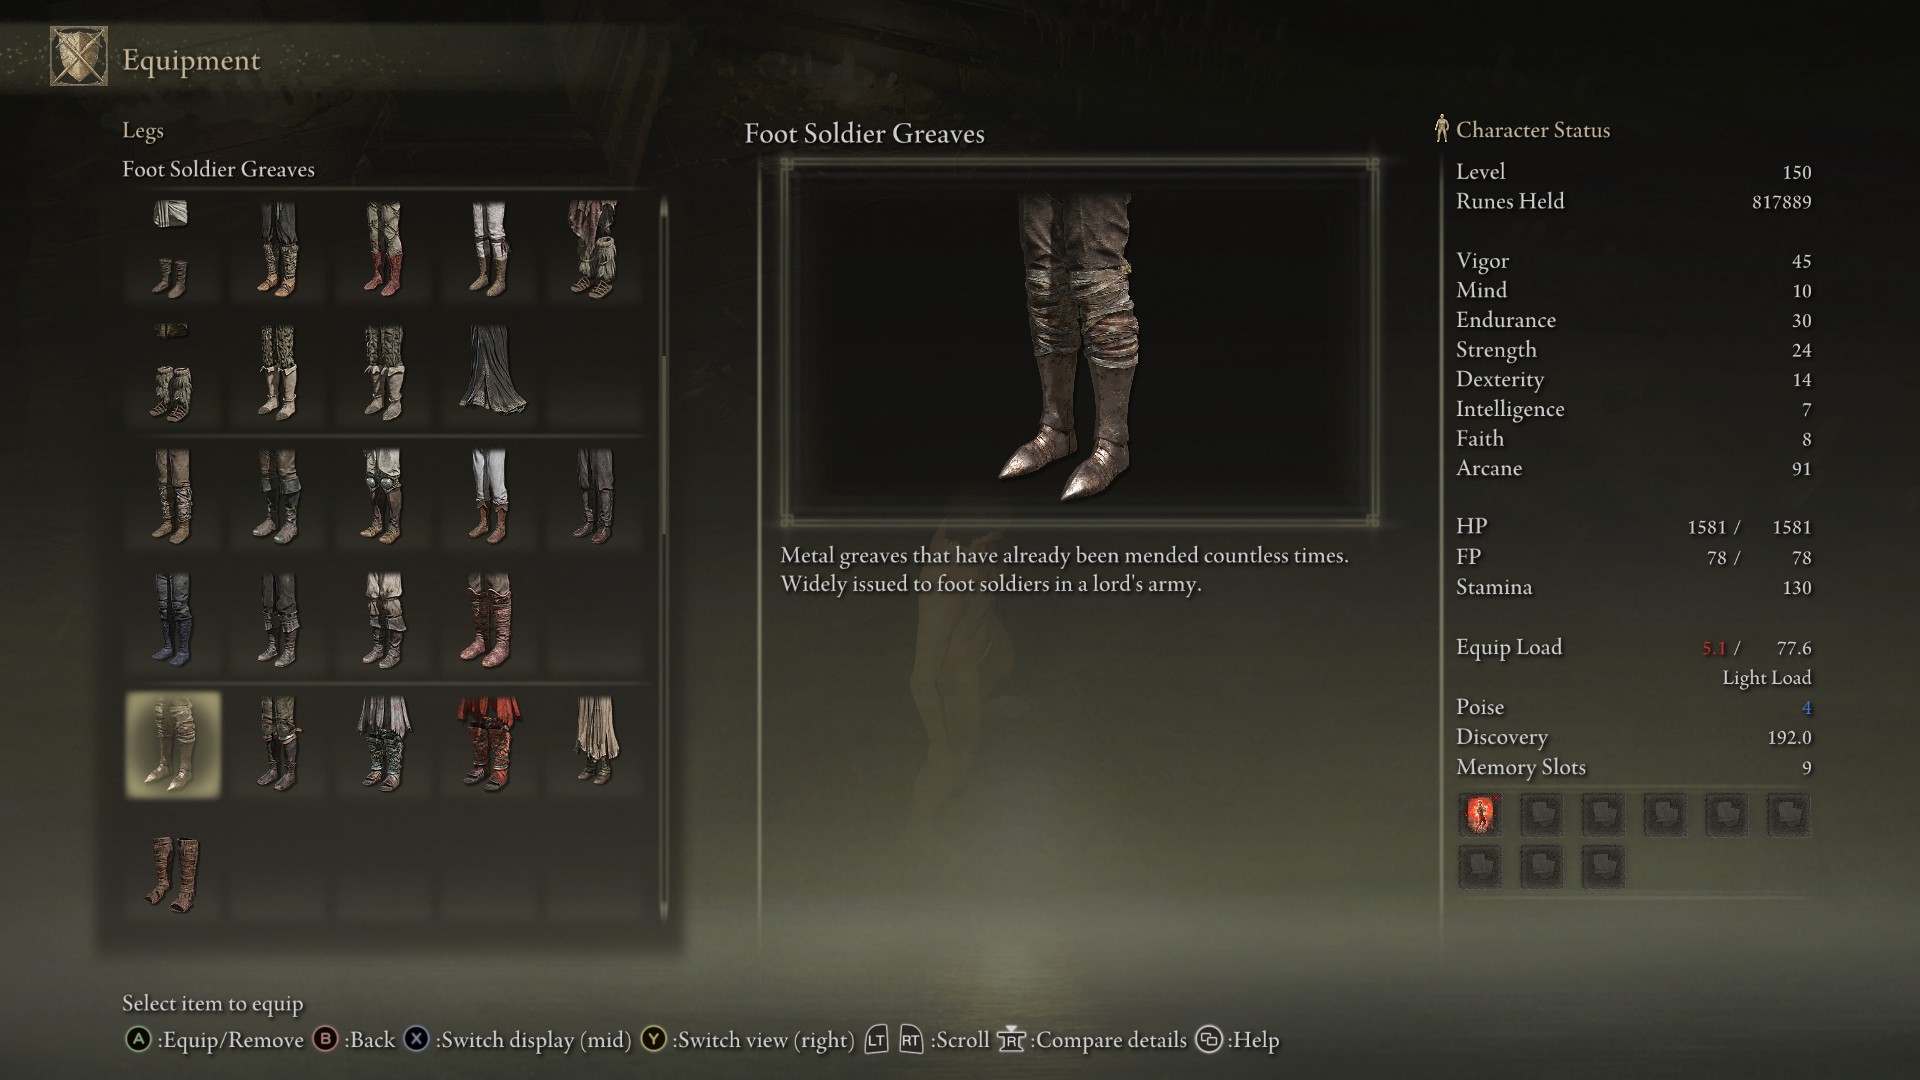 Equipment
Legs
Foot Soldier Greaves
Foot Soldier Greaves
Metal greaves that have already been mended countless times.
Widely issued to foot soldiers in a lord's army.
Character Status
Level 150
Runes Held 817889
Vigor 45
Mind 10
Endurance 30
Strength 24
Dexterity 14
Intelligence 7
Faith 8
Arcane 91
HP 1581 / 1581
FP 78 / 78
Stamina 130
Equip Load 5.1 / 77.6
Light Load
Poise 4
Discovery 192.0
Memory Slots 9
Select item to equip
A :Equip/Remove B :Back X :Switch display (mid) Y :Switch view (right) LT RT :Scroll R :Compare details :Help